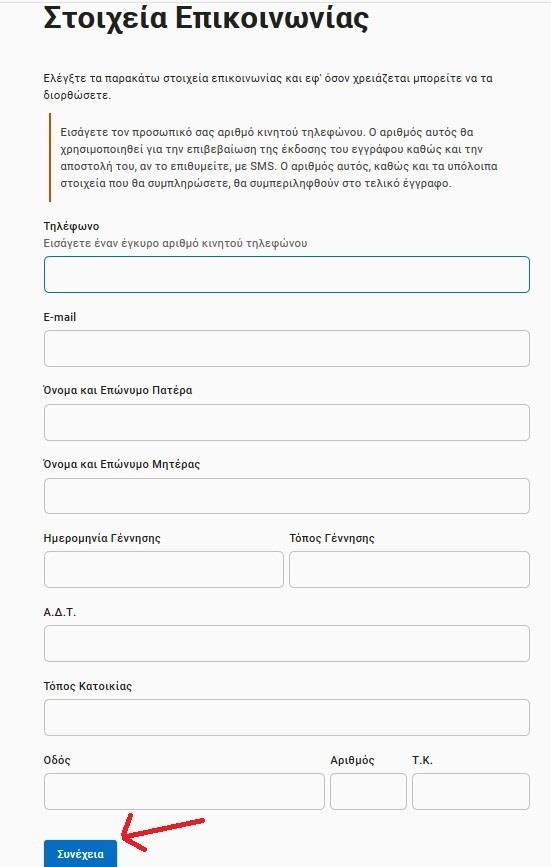 Στοιχεία Επικοινωνίας
Ελέγξτε τα παρακάτω στοιχεία επικοινωνίας και εφ' όσον χρειάζεται μπορείτε να τα
διορθώσετε.
Εισάγετε τον προσωπικό σας αριθμό κινητού τηλεφώνου. Ο αριθμός αυτός θα
χρησιμοποιηθεί για την επιβεβαίωση της έκδοσης του εγγράφου καθώς και την
αποστολή του, αν το επιθυμείτε, με SMS. Ο αριθμός αυτός, καθώς και τα υπόλοιπα
στοιχεία που θα συμπληρώσετε, θα συμπεριληφθούν στο τελικό έγγραφο.
Τηλέφωνο
Εισάγετε έναν έγκυρο αριθμό κινητού τηλεφώνου
E-mail
Όνομα και Επώνυμο Πατέρα
Όνομα και Επώνυμο Μητέρας
Ημερομηνία Γέννησης Τόπος Γέννησης
Α.Δ.Τ.
Τόπος Κατοικίας
Οδός Αριθμός Τ.Κ.
Συνέχεια